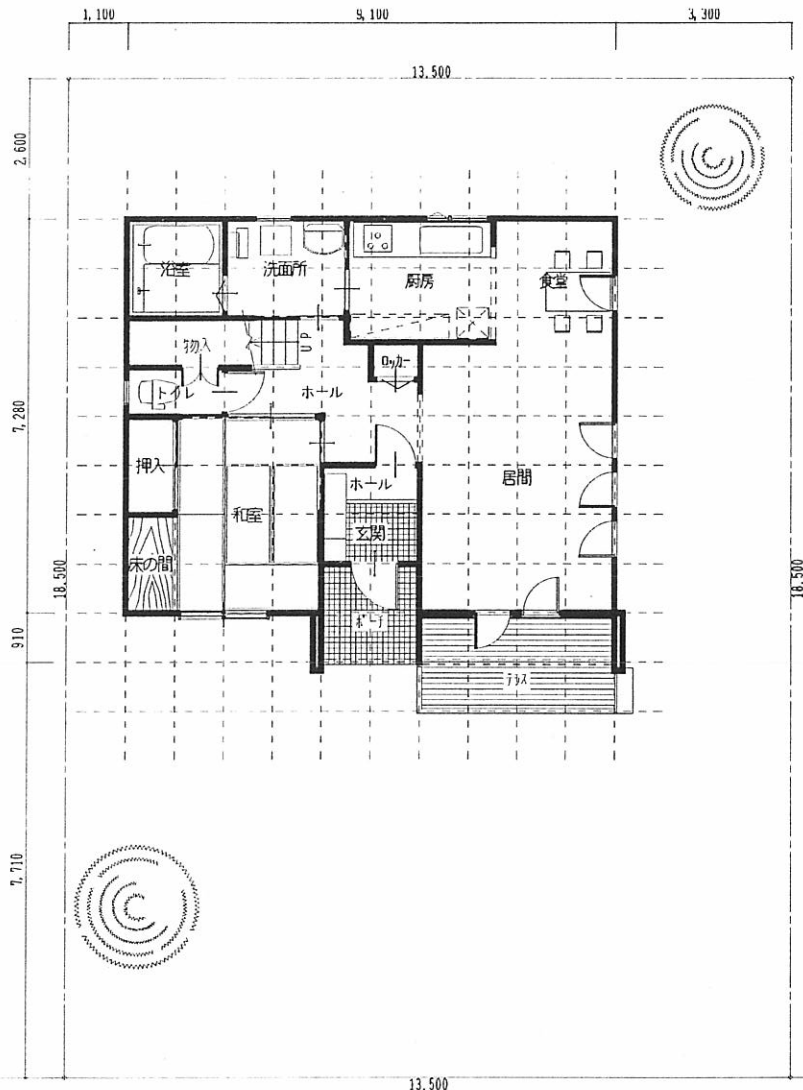 1,100
9,100
3,300
13.500
2,600
浴室
洗面所
厨房
食堂
物入
UP
ロッカー
トイレ
ホール
7,280
押入
居間
ホール
和室
玄関
床の間
18.500
18.500
ポーチ
910
テラス
7,710
13.500